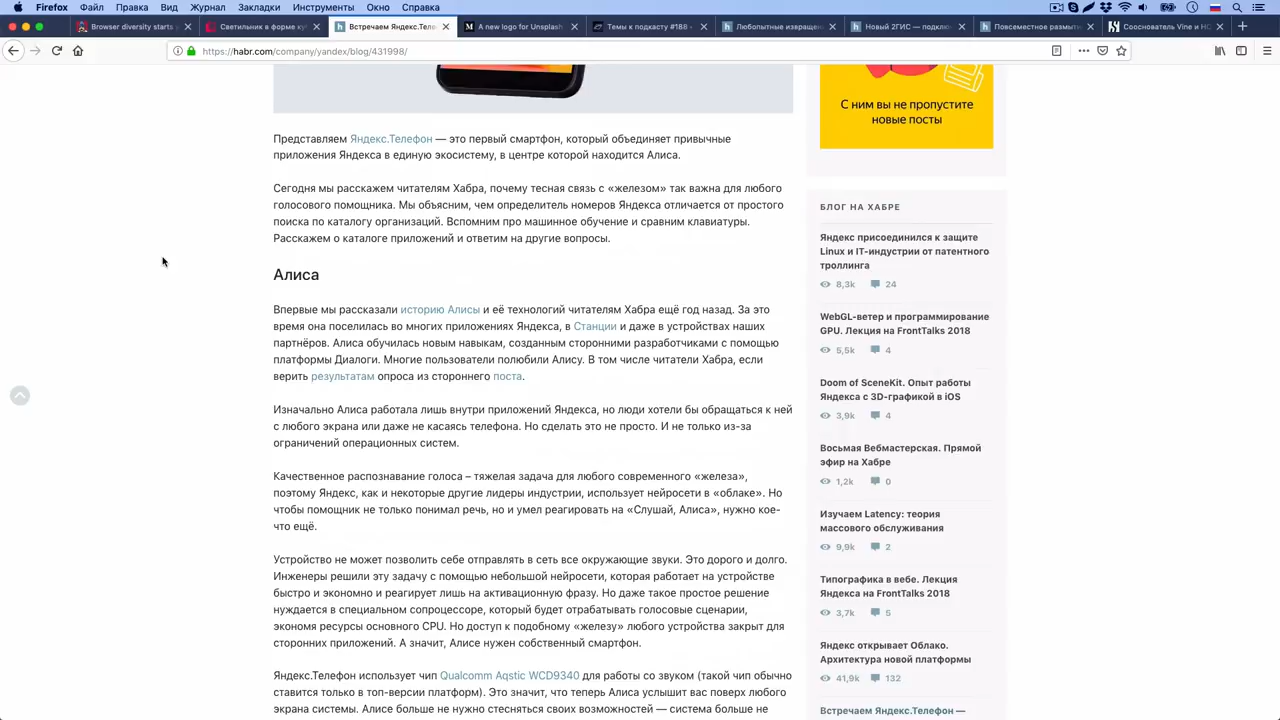 Firefox Файл Правка Вид Журнал Закладки Инструменты Окно Справка
Browser diversity starts
Светильник в форме ку
Встречаем Яндекс.Теле
A new logo for Unsplash
Темы к подкасту #188
Любопытные извращен
Новый 2ГИС — подклю
Повсеместное размыти
Сооснователь Vine и HQ
https://habr.com/company/yandex/blog/431998/
Представляем Яндекс.Телефон — это первый смартфон, который объединяет привычные
приложения Яндекса в единую экосистему, в центре которой находится Алиса.
Сегодня мы расскажем читателям Хабра, почему тесная связь с «железом» так важна для любого
голосового помощника. Мы объясним, чем определитель номеров Яндекса отличается от простого
поиска по каталогу организаций. Вспомним про машинное обучение и сравним клавиатуры.
Расскажем о каталоге приложений и ответим на другие вопросы.
Алиса
Впервые мы рассказали историю Алисы и её технологий читателям Хабра ещё год назад. За это
время она поселилась во многих приложениях Яндекса, в Станции и даже в устройствах наших
партнёров. Алиса обучилась новым навыкам, созданным сторонними разработчиками с помощью
платформы Диалоги. Многие пользователи полюбили Алису. В том числе читатели Хабра, если
верить результатам опроса из стороннего поста.
Изначально Алиса работала лишь внутри приложений Яндекса, но люди хотели бы обращаться к ней
с любого экрана или даже не касаясь телефона. Но сделать это не просто. И не только из-за
ограничений операционных систем.
Качественное распознавание голоса – тяжелая задача для любого современного «железа»,
поэтому Яндекс, как и некоторые другие лидеры индустрии, использует нейросети в «облаке». Но
чтобы помощник не только понимал речь, но и умел реагировать на «Слушай, Алиса», нужно кое-
что ещё.
Устройство не может позволить себе отправлять в сеть все окружающие звуки. Это дорого и долго.
Инженеры решили эту задачу с помощью небольшой нейросети, которая работает на устройстве
быстро и экономно и реагирует лишь на активационную фразу. Но даже такое простое решение
нуждается в специальном сопроцессоре, который будет отрабатывать голосовые сценарии,
экономя ресурсы основного CPU. Но доступ к подобному «железу» любого устройства закрыт для
сторонних приложений. А значит, Алисе нужен собственный смартфон.
Яндекс.Телефон использует чип Qualcomm Aqstic WCD9340 для работы со звуком (такой чип обычно
ставится только в топ-версии платформ). Это значит, что теперь Алиса услышит вас поверх любого
экрана системы. Алисе больше не нужно стесняться своих возможностей — система больше не
С ним вы не пропустите
новые посты
БЛОГ НА ХАБРЕ
Яндекс присоединился к защите
Linux и IT-индустрии от патентного
троллинга
8,3k 24
WebGL-ветер и программирование
GPU. Лекция на FrontTalks 2018
5,5k 4
Doom of SceneKit. Опыт работы
Яндекса с 3D-графикой в iOS
3,9k 4
Восьмая Вебмастерская. Прямой
эфир на Хабре
1,2k 0
Изучаем Latency: теория
массового обслуживания
9,9k 2
Типографика в вебе. Лекция
Яндекса на FrontTalks 2018
3,7k 5
Яндекс открывает Облако.
Архитектура новой платформы
41,9k 132
Встречаем Яндекс.Телефон —